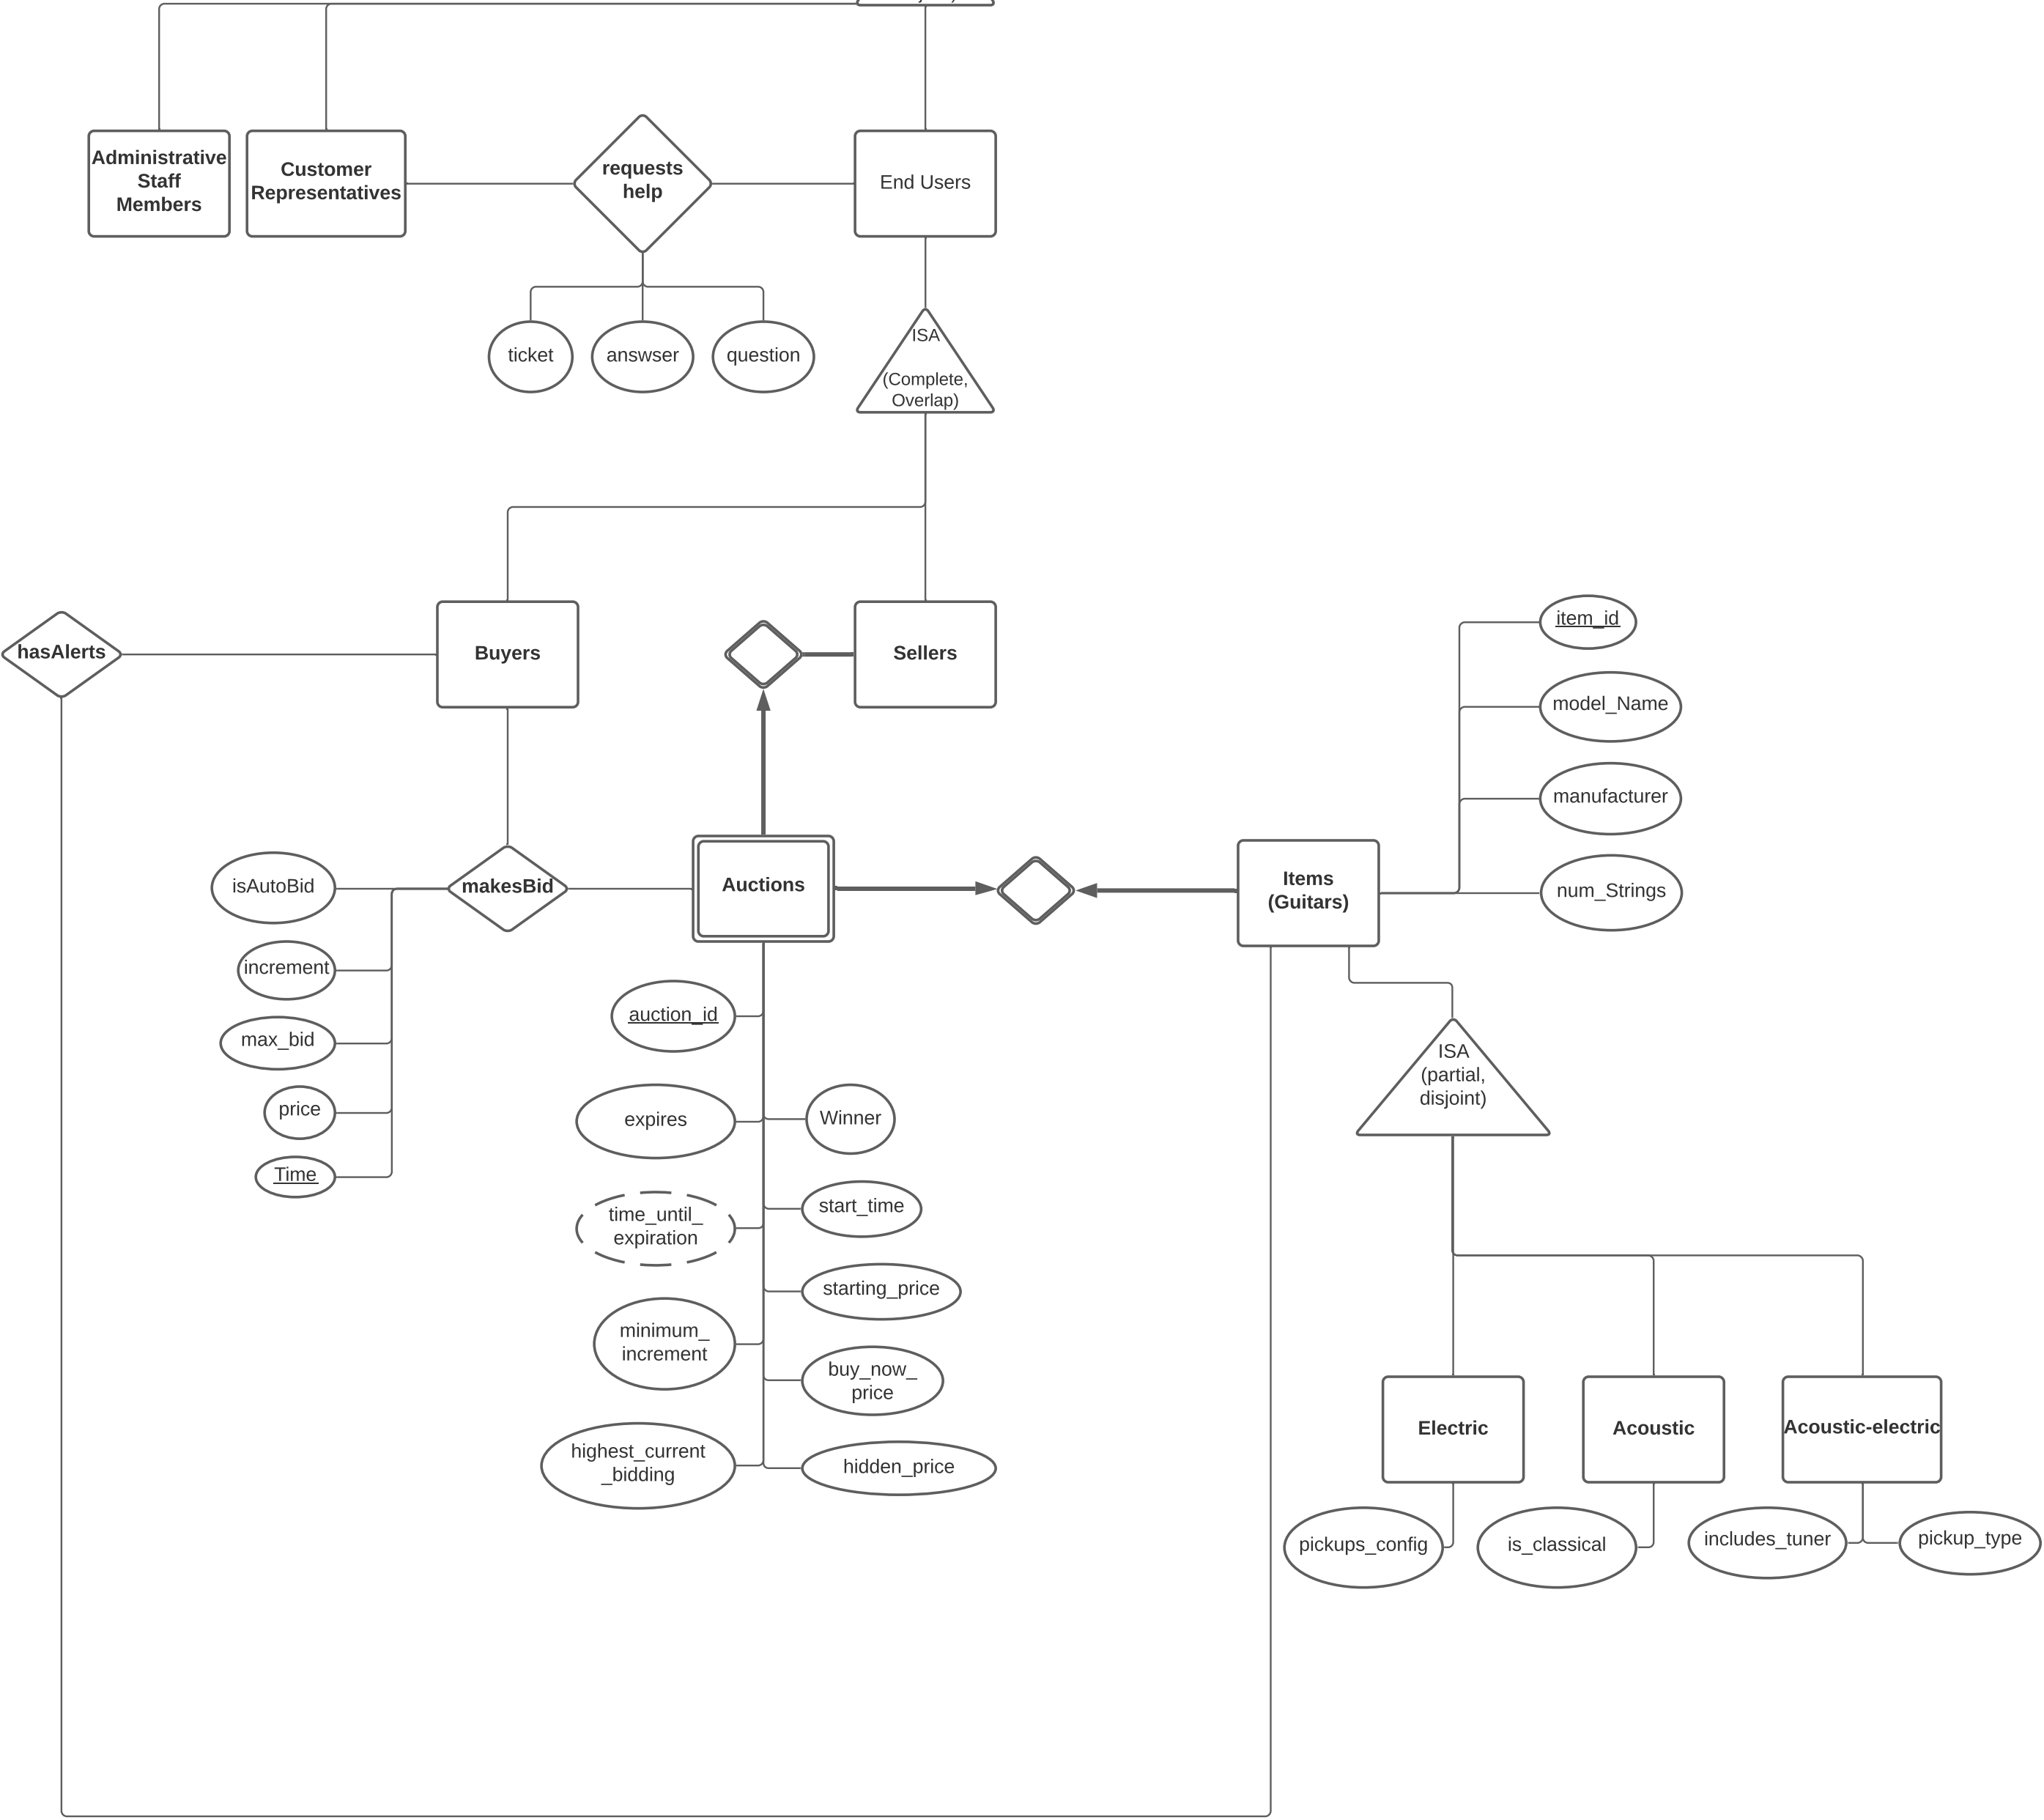 Administrative
Staff
Members
Customer
Representatives
requests
help
End Users
ticket
answser
question
ISA
(Complete,
Overlap)
hasAlerts
Buyers
Sellers
item_id
model_Name
manufacturer
num_Strings
isAutoBid
makesBid
Auctions
Items
(Guitars)
increment
max_bid
price
Time
auction_id
expires
Winner
time_until_
expiration
start_time
starting_price
minimum_
increment
buy_now_
price
highest_current
_bidding
hidden_price
ISA
(partial,
disjoint)
Electric
Acoustic
Acoustic-electric
pickups_config
is_classical
includes_tuner
pickup_type